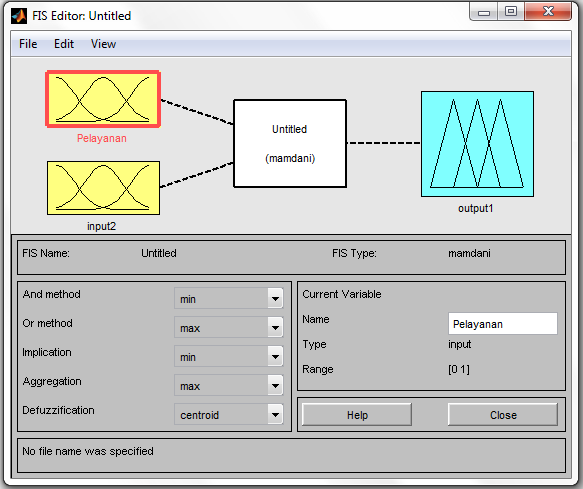 FIS Editor: Untitled
File Edit View
Pelayanan
input2
Untitled
(mamdani)
output1
FIS Name: Untitled FIS Type: mamdani
And method min
Or method max
Implication min
Aggregation max
Defuzzification centroid
Current Variable
Name Pelayanan
Type input
Range [0 1]
Help Close
No file name was specified